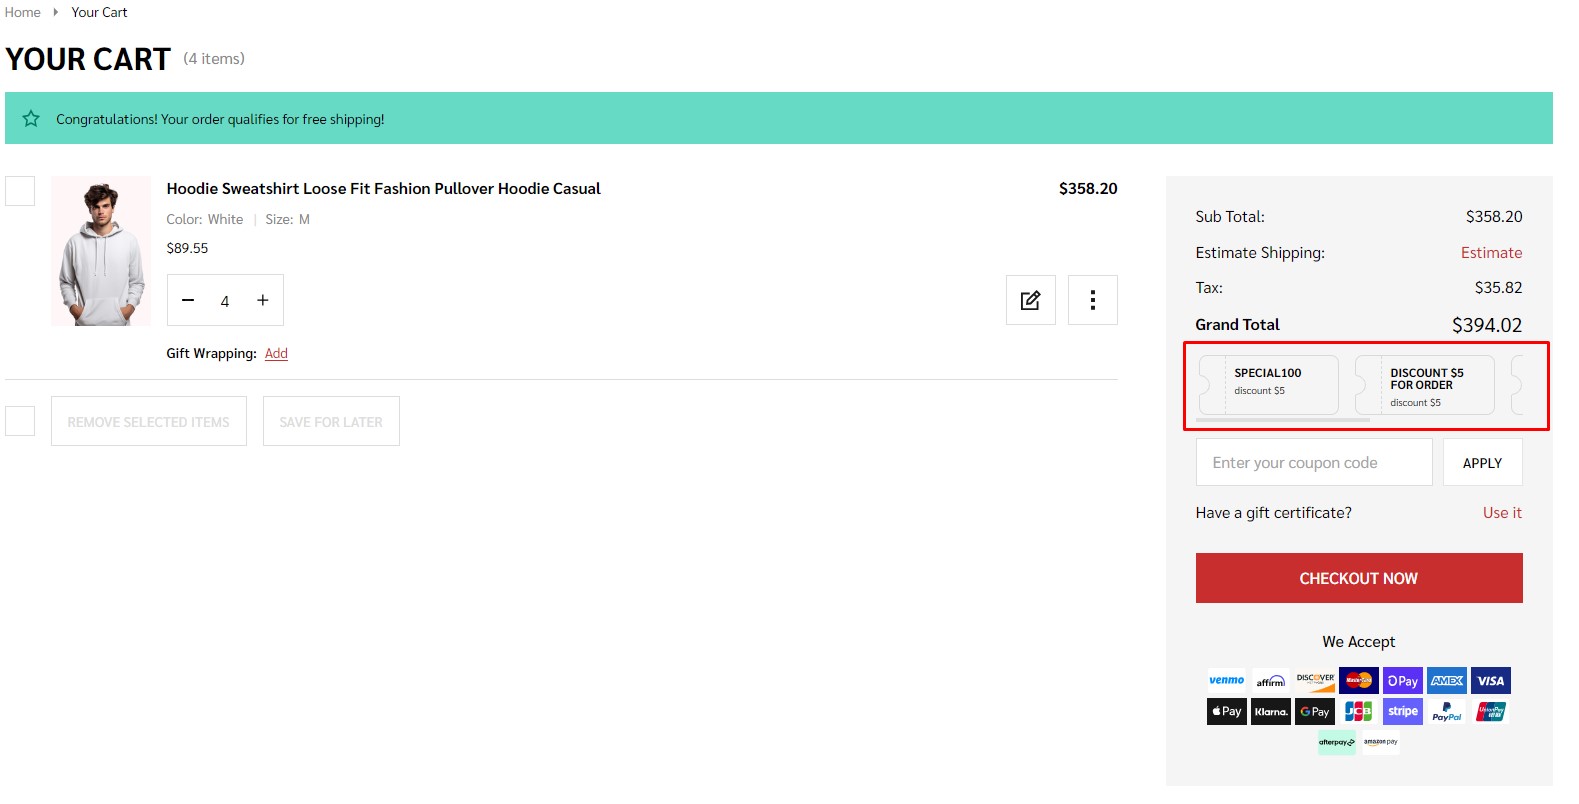 Home Your Cart
YOUR CART (4 items)
Congratulations! Your order qualifies for free shipping!
Hoodie Sweatshirt Loose Fit Fashion Pullover Hoodie Casual
$358.20
Color: White | Size: M
$89.55
4
Gift Wrapping: Add
REMOVE SELECTED ITEMS
SAVE FOR LATER
Sub Total: $358.20
Estimate Shipping: Estimate
Tax: $35.82
Grand Total $394.02
SPECIAL100
discount $5
DISCOUNT $5
FOR ORDER
discount $5
Enter your coupon code
APPLY
Have a gift certificate? Use it
CHECKOUT NOW
We Accept
venmo affirm DISCOVER MasterCard Pay AMEX VISA
Pay Klarna. G Pay JCB stripe PayPal UnionPay
afterpay amazon pay